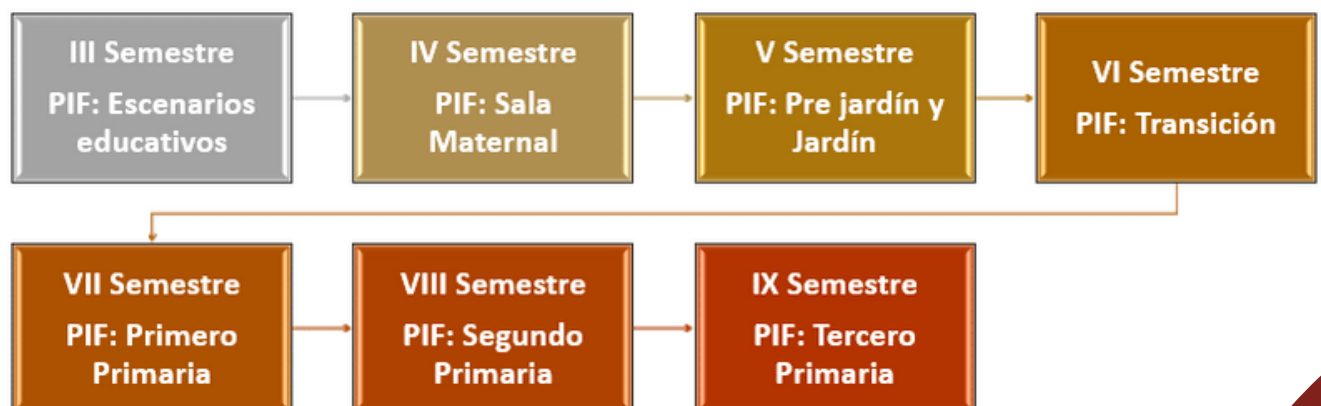 III Semestre
PIF: Escenarios
educativos
IV Semestre
PIF: Sala
Maternal
V Semestre
PIF: Pre jardín y
Jardín
VI Semestre
PIF: Transición
VII Semestre
PIF: Primero
Primaria
VIII Semestre
PIF: Segundo
Primaria
IX Semestre
PIF: Tercero
Primaria